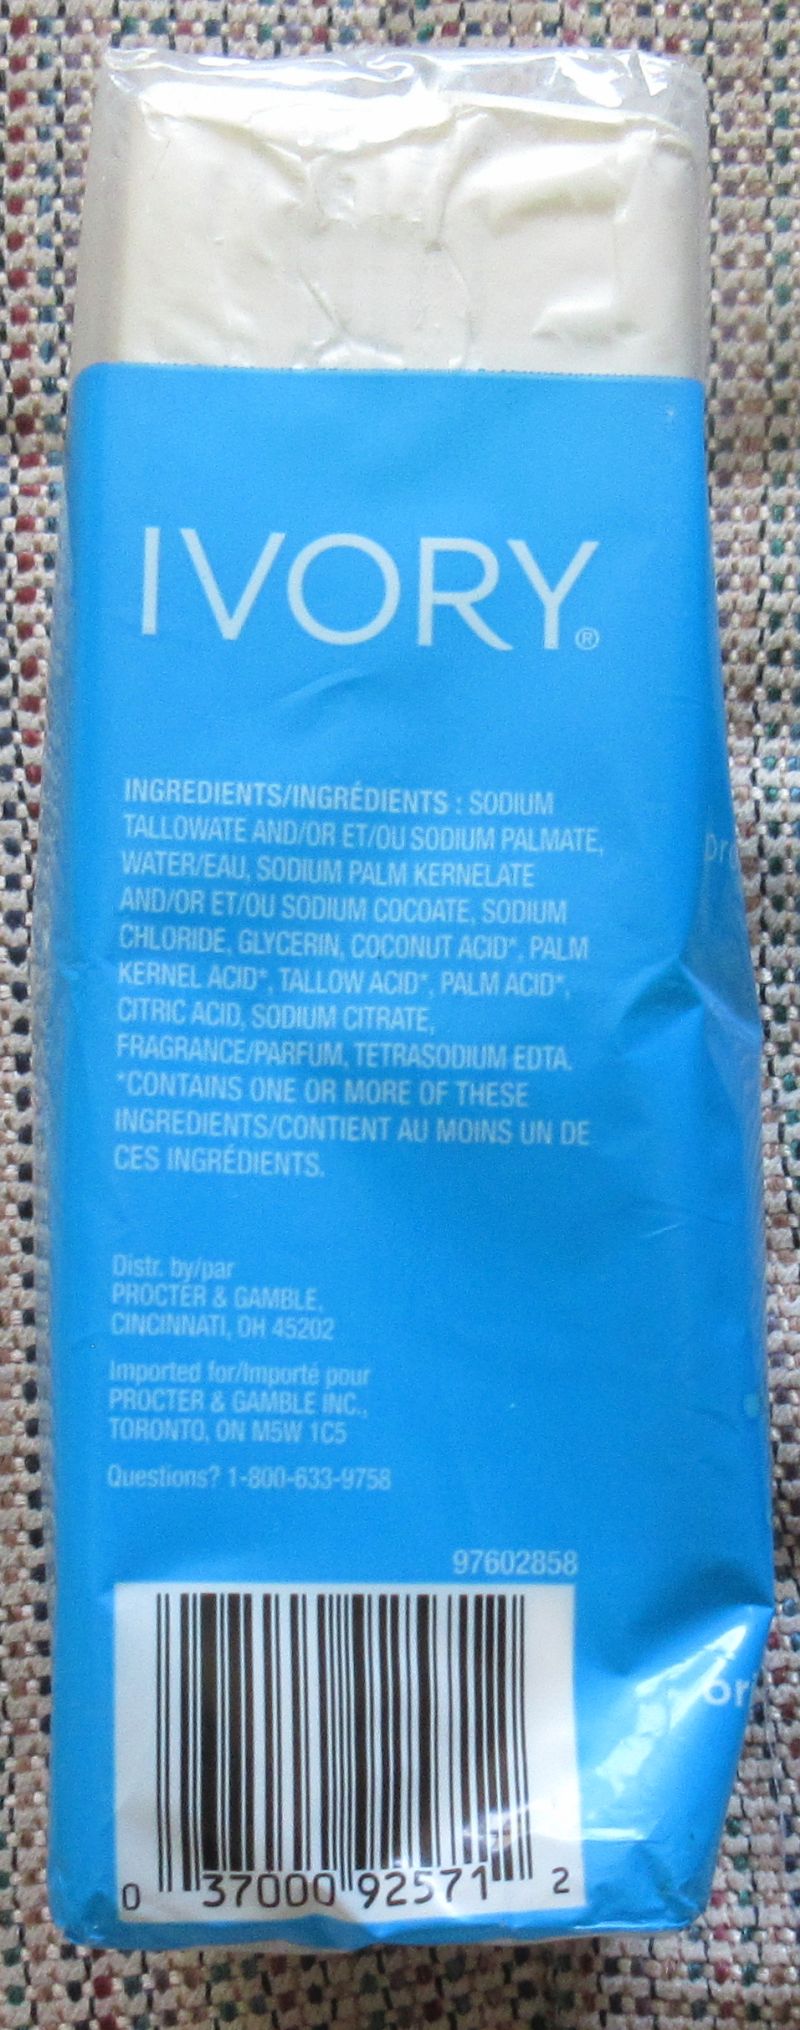 IVORY®
INGREDIENTS/INGRÉDIENTS : SODIUM
TALLOWATE AND/OR ET/OU SODIUM PALMATE,
WATER/EAU, SODIUM PALM KERNELATE
AND/OR ET/OU SODIUM COCOATE, SODIUM
CHLORIDE, GLYCERIN, COCONUT ACID*, PALM
KERNEL ACID*, TALLOW ACID*, PALM ACID*,
CITRIC ACID, SODIUM CITRATE,
FRAGRANCE/PARFUM, TETRASODIUM EDTA.
*CONTAINS ONE OR MORE OF THESE
INGREDIENTS/CONTIENT AU MOINS UN DE
CES INGRÉDIENTS.
Distr. by/par
PROCTER & GAMBLE,
CINCINNATI, OH 45202
Imported for/Importé pour
PROCTER & GAMBLE INC.,
TORONTO, ON M5W 1C5
Questions? 1-800-633-9758
97602858
0 37000 92571 2